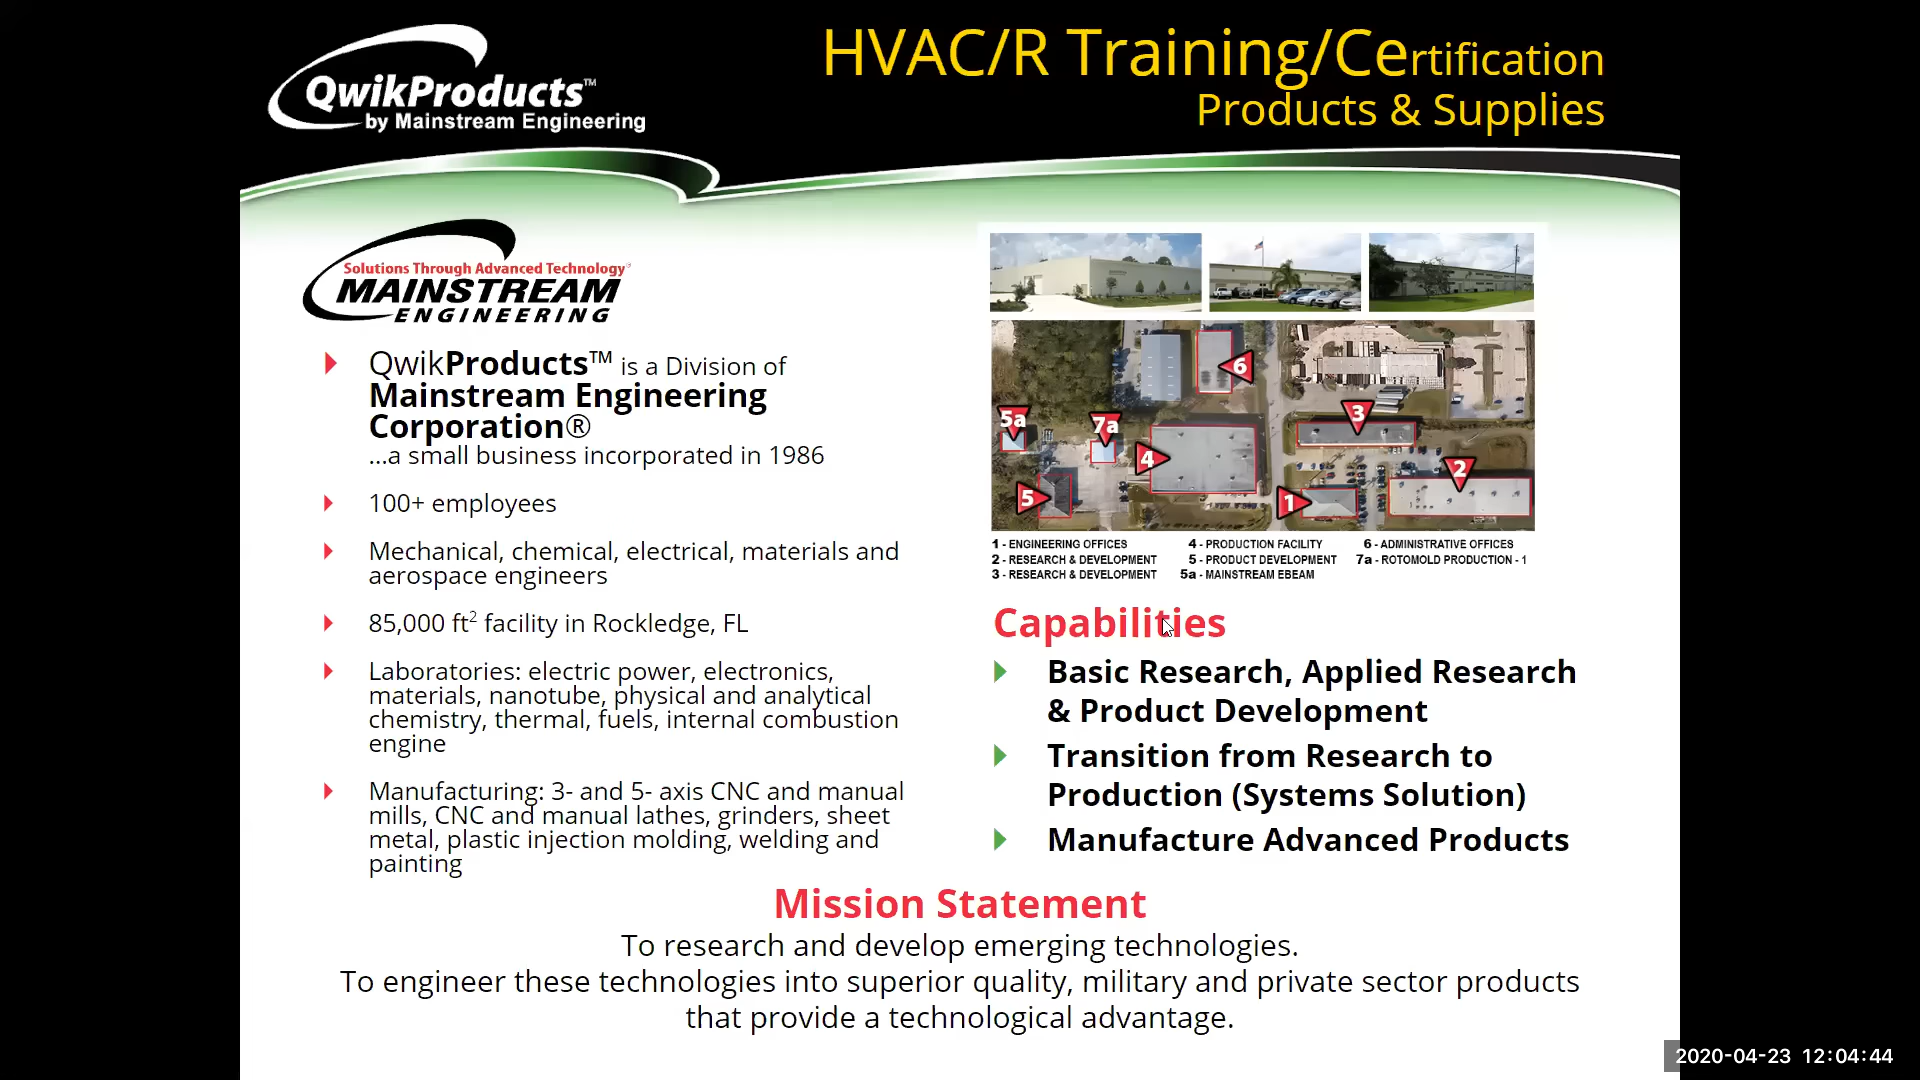 QwikProducts™
by Mainstream Engineering
HVAC/R Training/Certification
Products & Supplies
Solutions Through Advanced Technology
MAINSTREAM
ENGINEERING
QwikProducts™ is a Division of
Mainstream Engineering
Corporation®
...a small business incorporated in 1986
100+ employees
Mechanical, chemical, electrical, materials and
aerospace engineers
85,000 ft² facility in Rockledge, FL
Laboratories: electric power, electronics,
materials, nanotube, physical and analytical
chemistry, thermal, fuels, internal combustion
engine
Manufacturing: 3- and 5- axis CNC and manual
mills, CNC and manual lathes, grinders, sheet
metal, plastic injection molding, welding and
painting
6
5a
7a
3
4
2
5
1
1 - ENGINEERING OFFICES
2 - RESEARCH & DEVELOPMENT
3 - RESEARCH & DEVELOPMENT
4 - PRODUCTION FACILITY
5 - PRODUCT DEVELOPMENT
5a - MAINSTREAM EBEAM
6 - ADMINISTRATIVE OFFICES
7a - ROTOMOLD PRODUCTION - 1
Capabilities
Basic Research, Applied Research
& Product Development
Transition from Research to
Production (Systems Solution)
Manufacture Advanced Products
Mission Statement
To research and develop emerging technologies.
To engineer these technologies into superior quality, military and private sector products
that provide a technological advantage.
2020-04-23 12:04:44